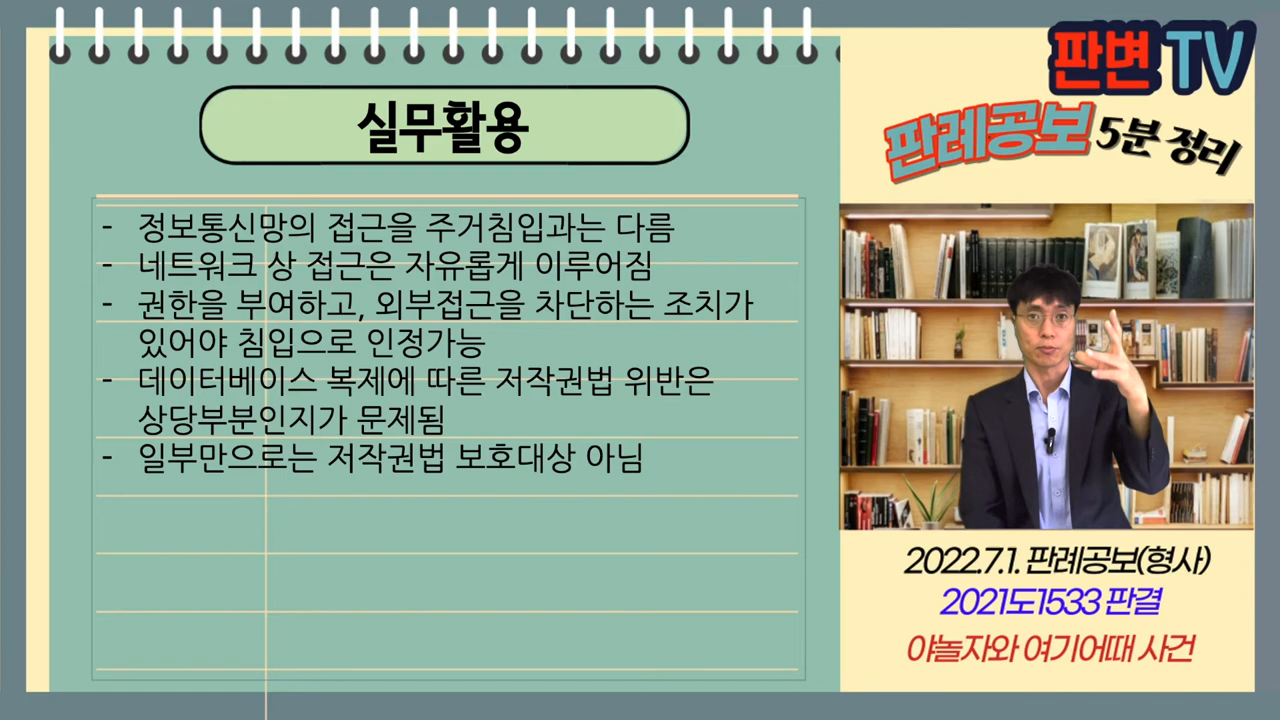 실무활용
- 정보통신망의 접근을 주거침입과는 다름
- 네트워크 상 접근은 자유롭게 이루어짐
- 권한을 부여하고, 외부접근을 차단하는 조치가
있어야 침입으로 인정가능
- 데이터베이스 복제에 따른 저작권법 위반은
상당부분인지가 문제됨
- 일부만으로는 저작권법 보호대상 아님
판변 TV
판례공보 5분 정리
2022.7.1. 판례공보(형사)
2021도1533 판결
야놀자와 여기어때 사건